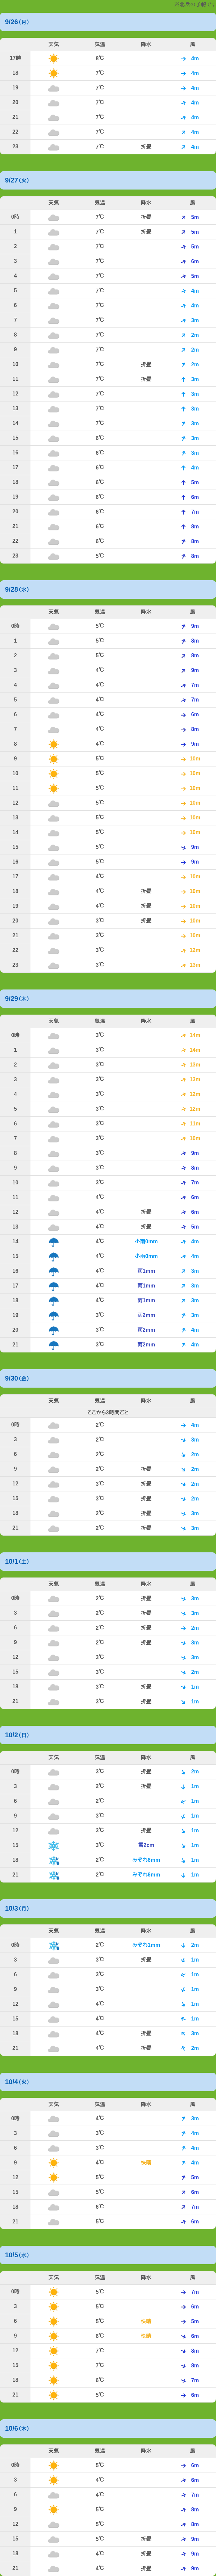 ※北条の予報です
9/26(月)
天気 気温 降水 風
17時 8℃ 4m
18 7℃ 4m
19 7℃ 4m
20 7℃ 4m
21 7℃ 4m
22 7℃ 4m
23 7℃ 折畳 4m
9/27(火)
天気 気温 降水 風
0時 7℃ 折畳 5m
1 7℃ 折畳 5m
2 7℃ 5m
3 7℃ 6m
4 7℃ 5m
5 7℃ 4m
6 7℃ 4m
7 7℃ 3m
8 7℃ 2m
9 7℃ 2m
10 7℃ 折畳 2m
11 7℃ 折畳 3m
12 7℃ 3m
13 7℃ 3m
14 7℃ 3m
15 6℃ 3m
16 6℃ 3m
17 6℃ 4m
18 6℃ 5m
19 6℃ 6m
20 6℃ 7m
21 6℃ 8m
22 6℃ 8m
23 5℃ 8m
9/28(水)
天気 気温 降水 風
0時 5℃ 9m
1 5℃ 8m
2 5℃ 8m
3 4℃ 9m
4 4℃ 7m
5 4℃ 7m
6 4℃ 6m
7 4℃ 8m
8 4℃ 9m
9 5℃ 10m
10 5℃ 10m
11 5℃ 10m
12 5℃ 10m
13 5℃ 10m
14 5℃ 10m
15 5℃ 9m
16 5℃ 9m
17 4℃ 10m
18 4℃ 折畳 10m
19 4℃ 折畳 10m
20 3℃ 折畳 10m
21 3℃ 10m
22 3℃ 12m
23 3℃ 13m
9/29(木)
天気 気温 降水 風
0時 3℃ 14m
1 3℃ 14m
2 3℃ 13m
3 3℃ 13m
4 3℃ 12m
5 3℃ 12m
6 3℃ 11m
7 3℃ 10m
8 3℃ 9m
9 3℃ 8m
10 3℃ 7m
11 4℃ 6m
12 4℃ 折畳 6m
13 4℃ 折畳 5m
14 4℃ 小雨0mm 4m
15 4℃ 小雨0mm 4m
16 4℃ 雨1mm 3m
17 4℃ 雨1mm 3m
18 4℃ 雨1mm 3m
19 3℃ 雨2mm 3m
20 3℃ 雨2mm 4m
21 4℃ 雨2mm 4m
9/30(金)
天気 気温 降水 風
ここから3時間ごと
0時 2℃ 4m
3 2℃ 3m
6 2℃ 2m
9 2℃ 折畳 2m
12 3℃ 折畳 2m
15 3℃ 折畳 2m
18 2℃ 折畳 3m
21 2℃ 折畳 3m
10/1(土)
天気 気温 降水 風
0時 2℃ 折畳 3m
3 2℃ 折畳 3m
6 2℃ 折畳 2m
9 2℃ 折畳 3m
12 3℃ 3m
15 3℃ 2m
18 3℃ 折畳 1m
21 3℃ 折畳 1m
10/2(日)
天気 気温 降水 風
0時 3℃ 折畳 2m
3 2℃ 折畳 1m
6 2℃ 1m
9 3℃ 1m
12 3℃ 折畳 1m
15 3℃ 雪2cm 1m
18 2℃ みぞれ6mm 1m
21 2℃ みぞれ6mm 1m
10/3(月)
天気 気温 降水 風
0時 2℃ みぞれ1mm 2m
3 3℃ 折畳 1m
6 3℃ 1m
9 3℃ 1m
12 4℃ 1m
15 4℃ 1m
18 4℃ 折畳 3m
21 4℃ 折畳 2m
10/4(火)
天気 気温 降水 風
0時 4℃ 3m
3 3℃ 4m
6 3℃ 4m
9 4℃ 快晴 4m
12 5℃ 5m
15 5℃ 6m
18 6℃ 7m
21 5℃ 6m
10/5(水)
天気 気温 降水 風
0時 5℃ 7m
3 5℃ 6m
6 5℃ 快晴 5m
9 6℃ 快晴 6m
12 7℃ 8m
15 7℃ 8m
18 6℃ 7m
21 5℃ 6m
10/6(木)
天気 気温 降水 風
0時 5℃ 6m
3 4℃ 6m
6 4℃ 7m
9 5℃ 8m
12 5℃ 8m
15 5℃ 折畳 9m
18 4℃ 折畳 9m
21 4℃ 折畳 9m